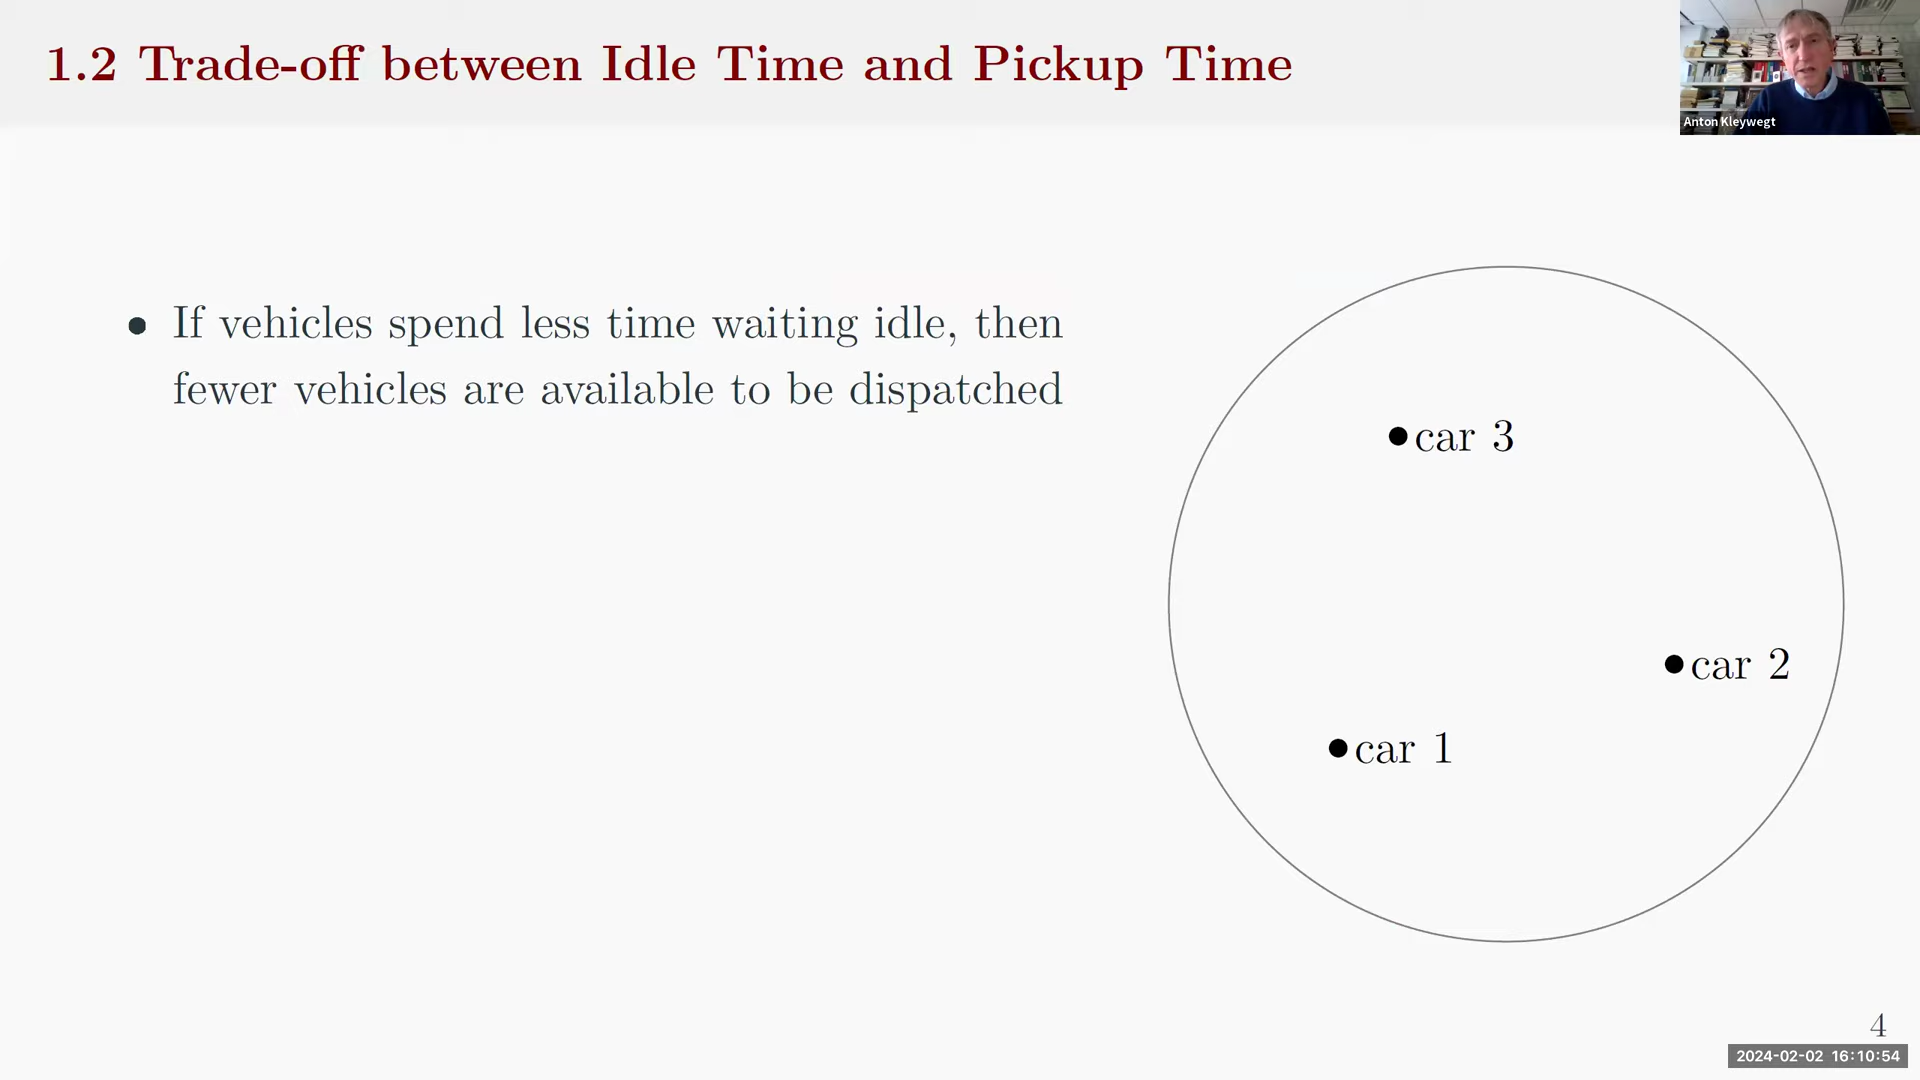 1.2 Trade-off between Idle Time and Pickup Time
Anton Kleywegt
• If vehicles spend less time waiting idle, then
fewer vehicles are available to be dispatched
car 3
car 2
car 1
4
2024-02-02 16:10:54